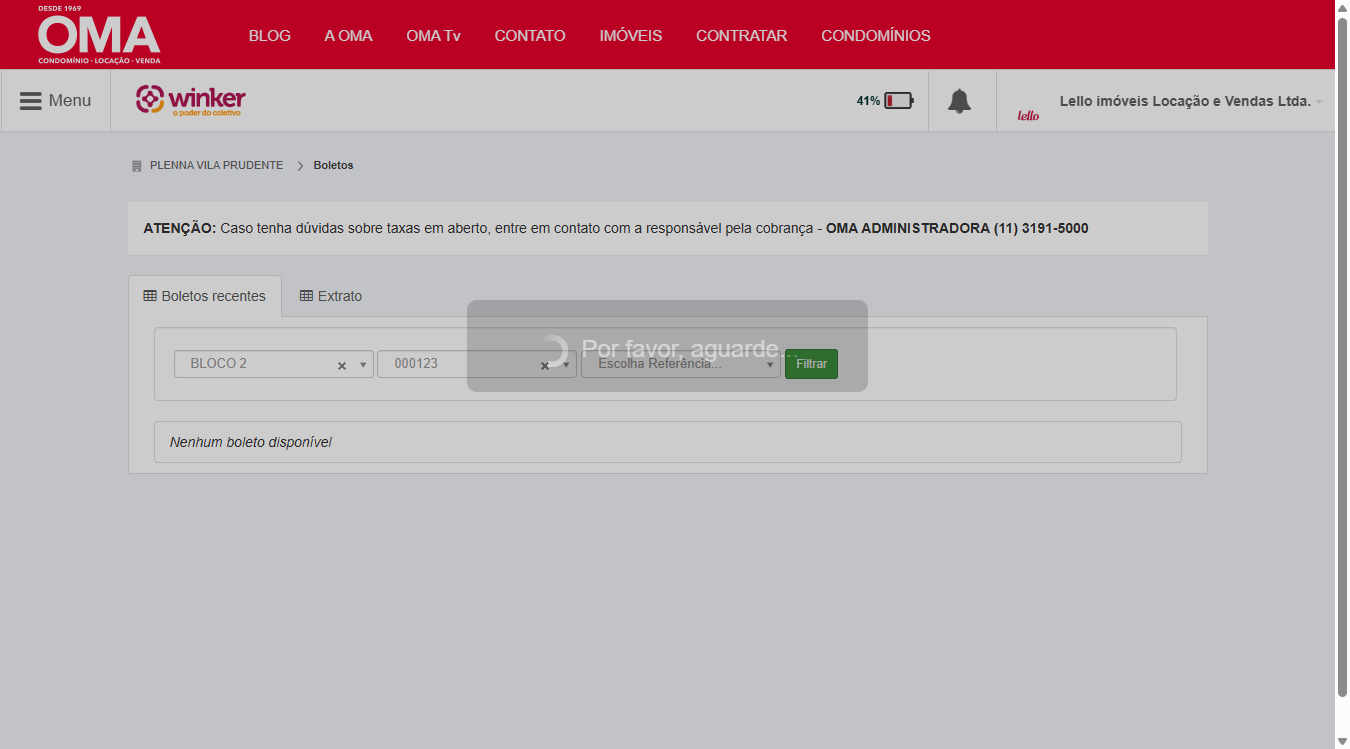 DESDE 1969
OMA
CONDOMÍNIO · LOCAÇÃO · VENDA
BLOG A OMA OMA Tv CONTATO IMÓVEIS CONTRATAR CONDOMÍNIOS
Menu
winker
o poder do coletivo
41%
lello
Lello imóveis Locação e Vendas Ltda.
PLENNA VILA PRUDENTE Boletos
ATENÇÃO: Caso tenha dúvidas sobre taxas em aberto, entre em contato com a responsável pela cobrança - OMA ADMINISTRADORA (11) 3191-5000
Boletos recentes Extrato
Por favor, aguarde...
BLOCO 2 000123 Escolha Referência... Filtrar
Nenhum boleto disponível